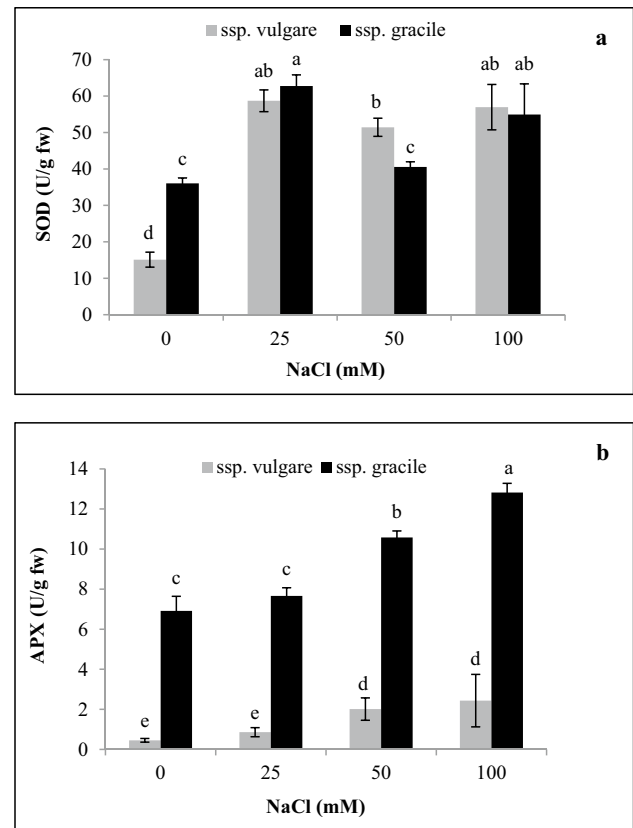 ssp. vulgare ssp. gracile
a
70
60
50
40
30
20
10
0
SOD (U/g fw)
d c ab a b c ab ab
0 25 50 100
NaCl (mM)
ssp. vulgare ssp. gracile
b
14
12
10
8
6
4
2
0
APX (U/g fw)
e c e c d b d a
0 25 50 100
NaCl (mM)